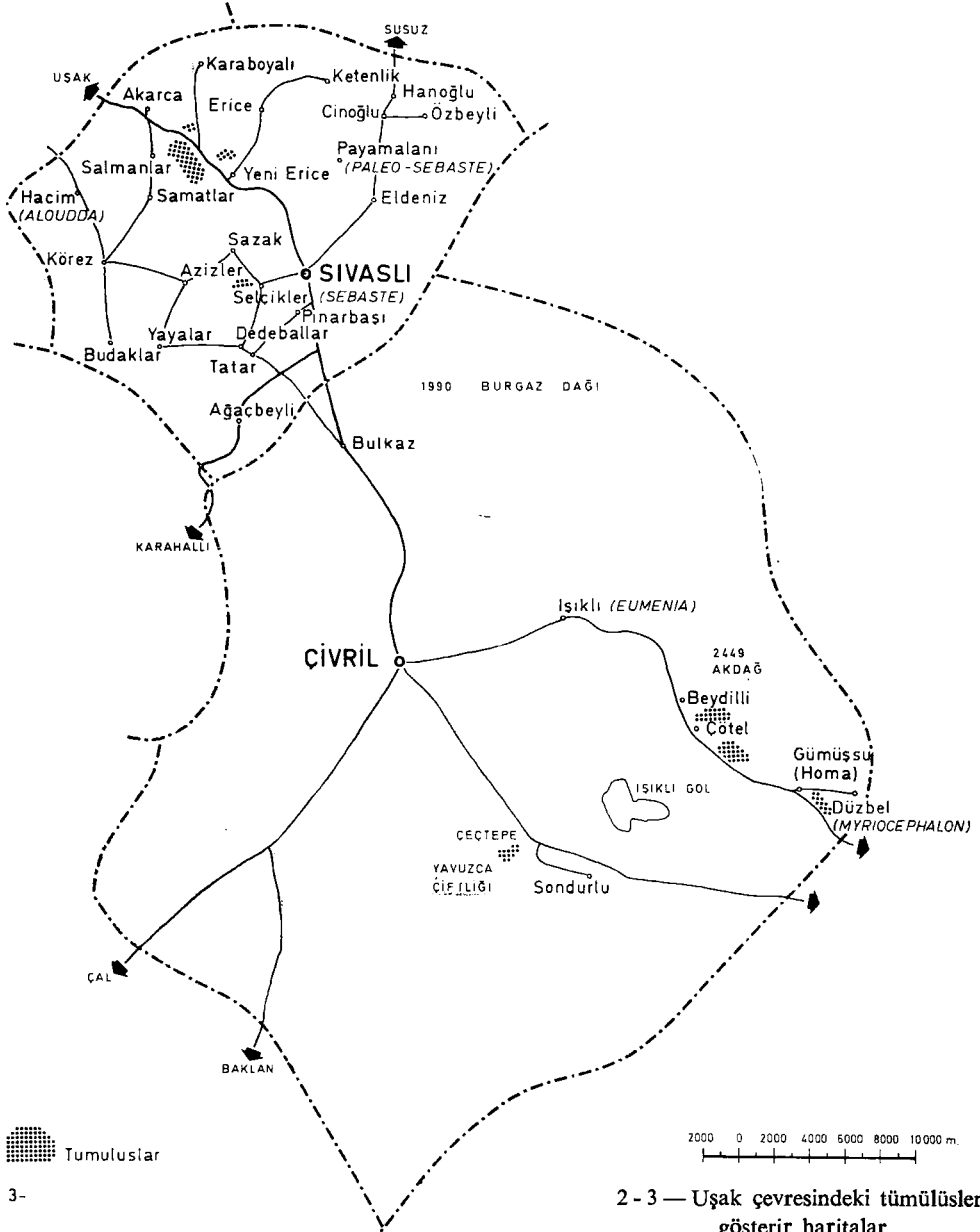 SUSUZ
UŞAK
Karaboyalı
Ketenlik
Akarca
Erice
Hanoğlu
Cinoğlu
Özbeyli
Payamalanı
(PALEO-SEBASTE)
Salmanlar
Yeni Erice
Hacim
(ALOUDDA)
Samatlar
Eldeniz
Sazak
Körez
Azizler
SIVASLI
Selçikler (SEBASTE)
Pınarbaşı
Yayalar
Dedeballar
Budaklar
Tatar
1990 BURGAZ DAĞI
Ağaçbeyli
Bulkaz
KARAHALLI
Işıklı (EUMENIA)
ÇİVRİL
2449
AKDAĞ
Beydilli
Çötel
Gümüşsu
(Homa)
IŞIKLI GÖL
Düzbel
(MYRIOCEPHALON)
ÇEÇTEPE
YAVUZCA
ÇİFTLİĞİ
Sondurlu
ÇAL
BAKLAN
Tumuluslar
2000 0 2000 4000 6000 8000 10000 m.
3-
2 - 3 — Uşak çevresindeki tümülüsler
gösterir haritalar